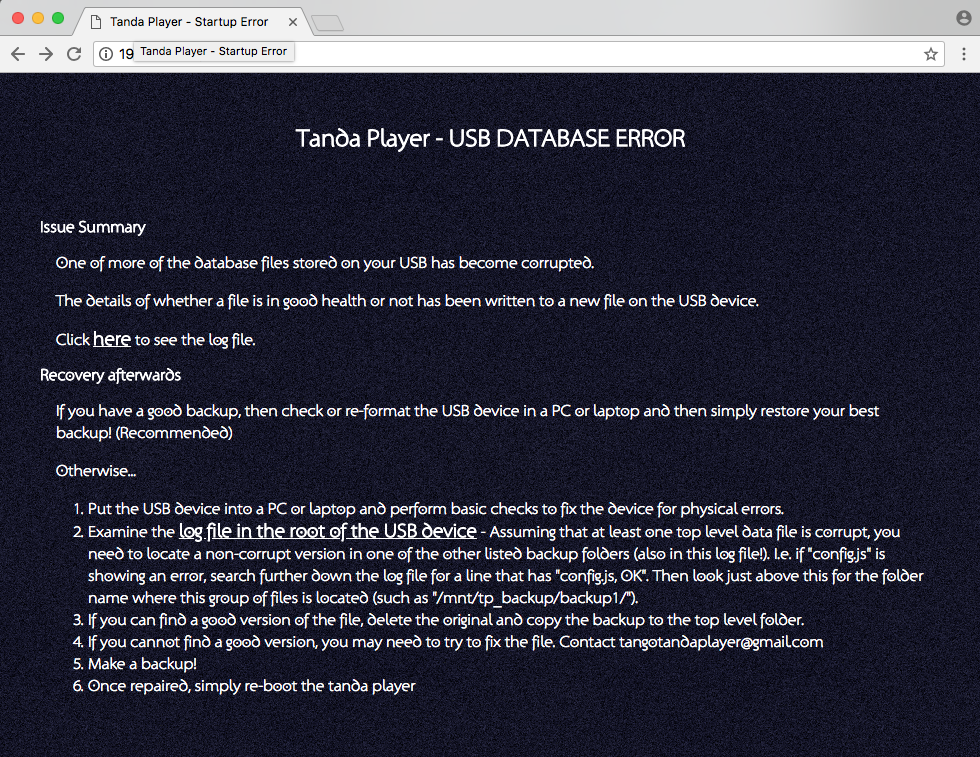 Tanda Player - Startup Error
19
Tanda Player - Startup Error
Tanda Player - USB DATABASE ERROR
Issue Summary
One of more of the database files stored on your USB has become corrupted.
The details of whether a file is in good health or not has been written to a new file on the USB device.
Click here to see the log file.
Recovery afterwards
If you have a good backup, then check or re-format the USB device in a PC or laptop and then simply restore your best
backup! (Recommended)
Otherwise...
1. Put the USB device into a PC or laptop and perform basic checks to fix the device for physical errors.
2. Examine the log file in the root of the USB device - Assuming that at least one top level data file is corrupt, you
need to locate a non-corrupt version in one of the other listed backup folders (also in this log file!). I.e. if "config.js" is
showing an error, search further down the log file for a line that has "config.js, OK". Then look just above this for the folder
name where this group of files is located (such as "/mnt/tp_backup/backup1/").
3. If you can find a good version of the file, delete the original and copy the backup to the top level folder.
4. If you cannot find a good version, you may need to try to fix the file. Contact tangotandaplayer@gmail.com
5. Make a backup!
6. Once repaired, simply re-boot the tanda player